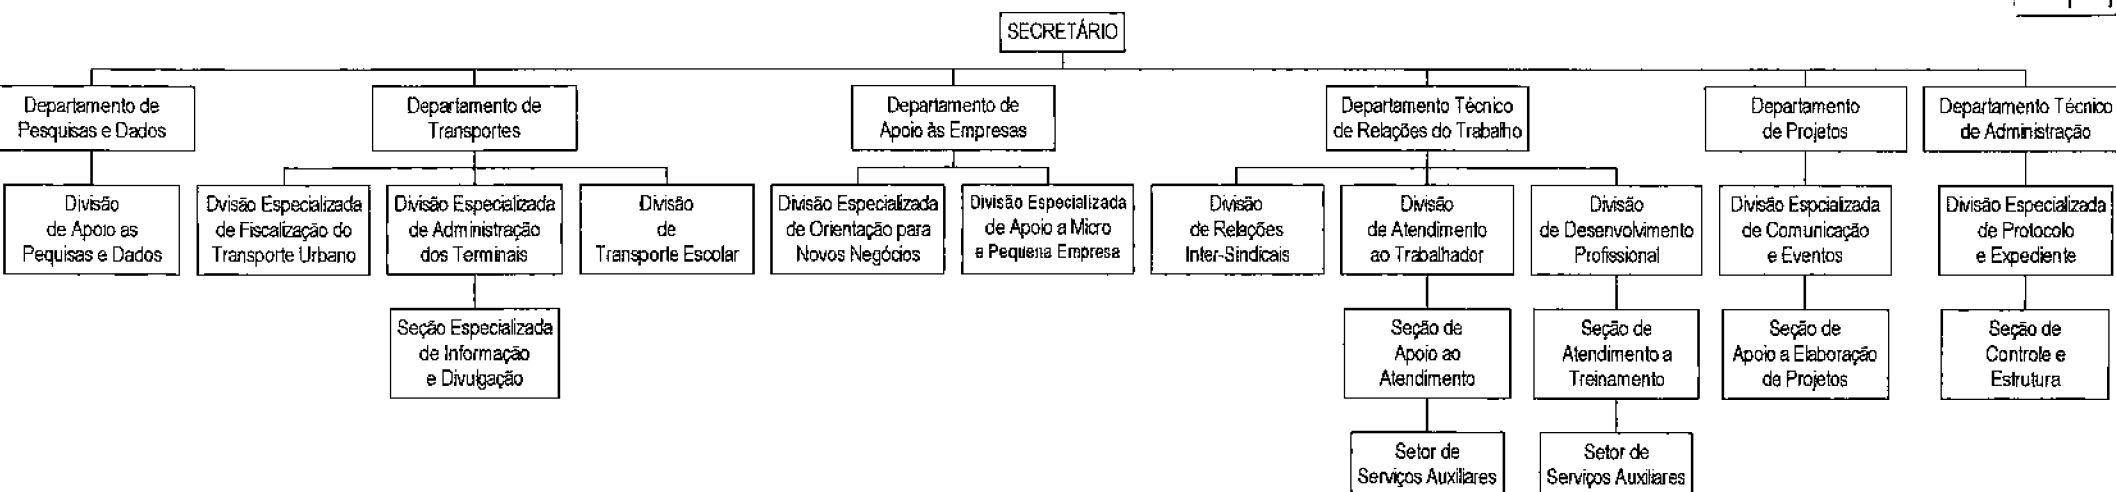 SECRETÁRIO
Departamento de
Pesquisas e Dados
Departamento de
Transportes
Departamento de
Apoio às Empresas
Departamento Técnico
de Relações do Trabalho
Departamento
de Projetos
Departamento Técnico
de Administração
Divisão
de Apoio as
Pequisas e Dados
Dvisão Especializada
de Fiscalização do
Transporte Urbano
Divisão Especializada
de Administração
dos Terminais
Divisão
de
Transporte Escolar
Divisão Especializada
de Orientação para
Novos Negócios
Divisão Especializada
de Apoio a Micro
e Pequena Empresa
Divisão
de Relações
Inter-Sindicais
Divisão
de Atendimento
ao Trabalhador
Divisão
de Desenvolvimento
Profissional
Divisão Espcializada
de Comunicação
e Eventos
Divisão Especializada
de Protocolo
e Expediente
Seção Especializada
de Informação
e Divulgação
Seção de
Apoio ao
Atendimento
Seção de
Atendimento a
Treinamento
Seção de
Apoio a Elaboração
de Projetos
Seção de
Controle e
Estrutura
Setor de
Serviços Auxiliares
Setor de
Serviços Auxiliares